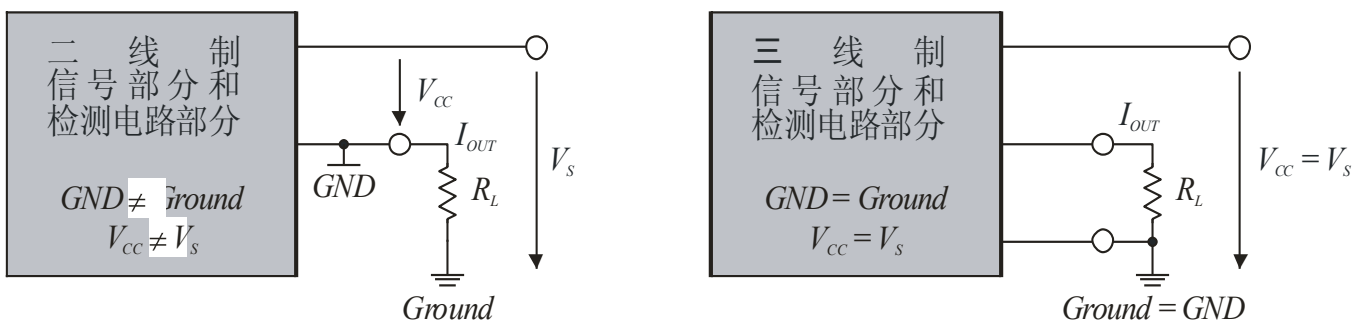 二 线 制
信号部分和
检测电路部分
GND ≠ Ground
V_CC ≠ V_S
V_CC
I_OUT
GND
R_L
V_S
Ground
三 线 制
信号部分和
检测电路部分
GND = Ground
V_CC = V_S
I_OUT
R_L
V_CC = V_S
Ground = GND